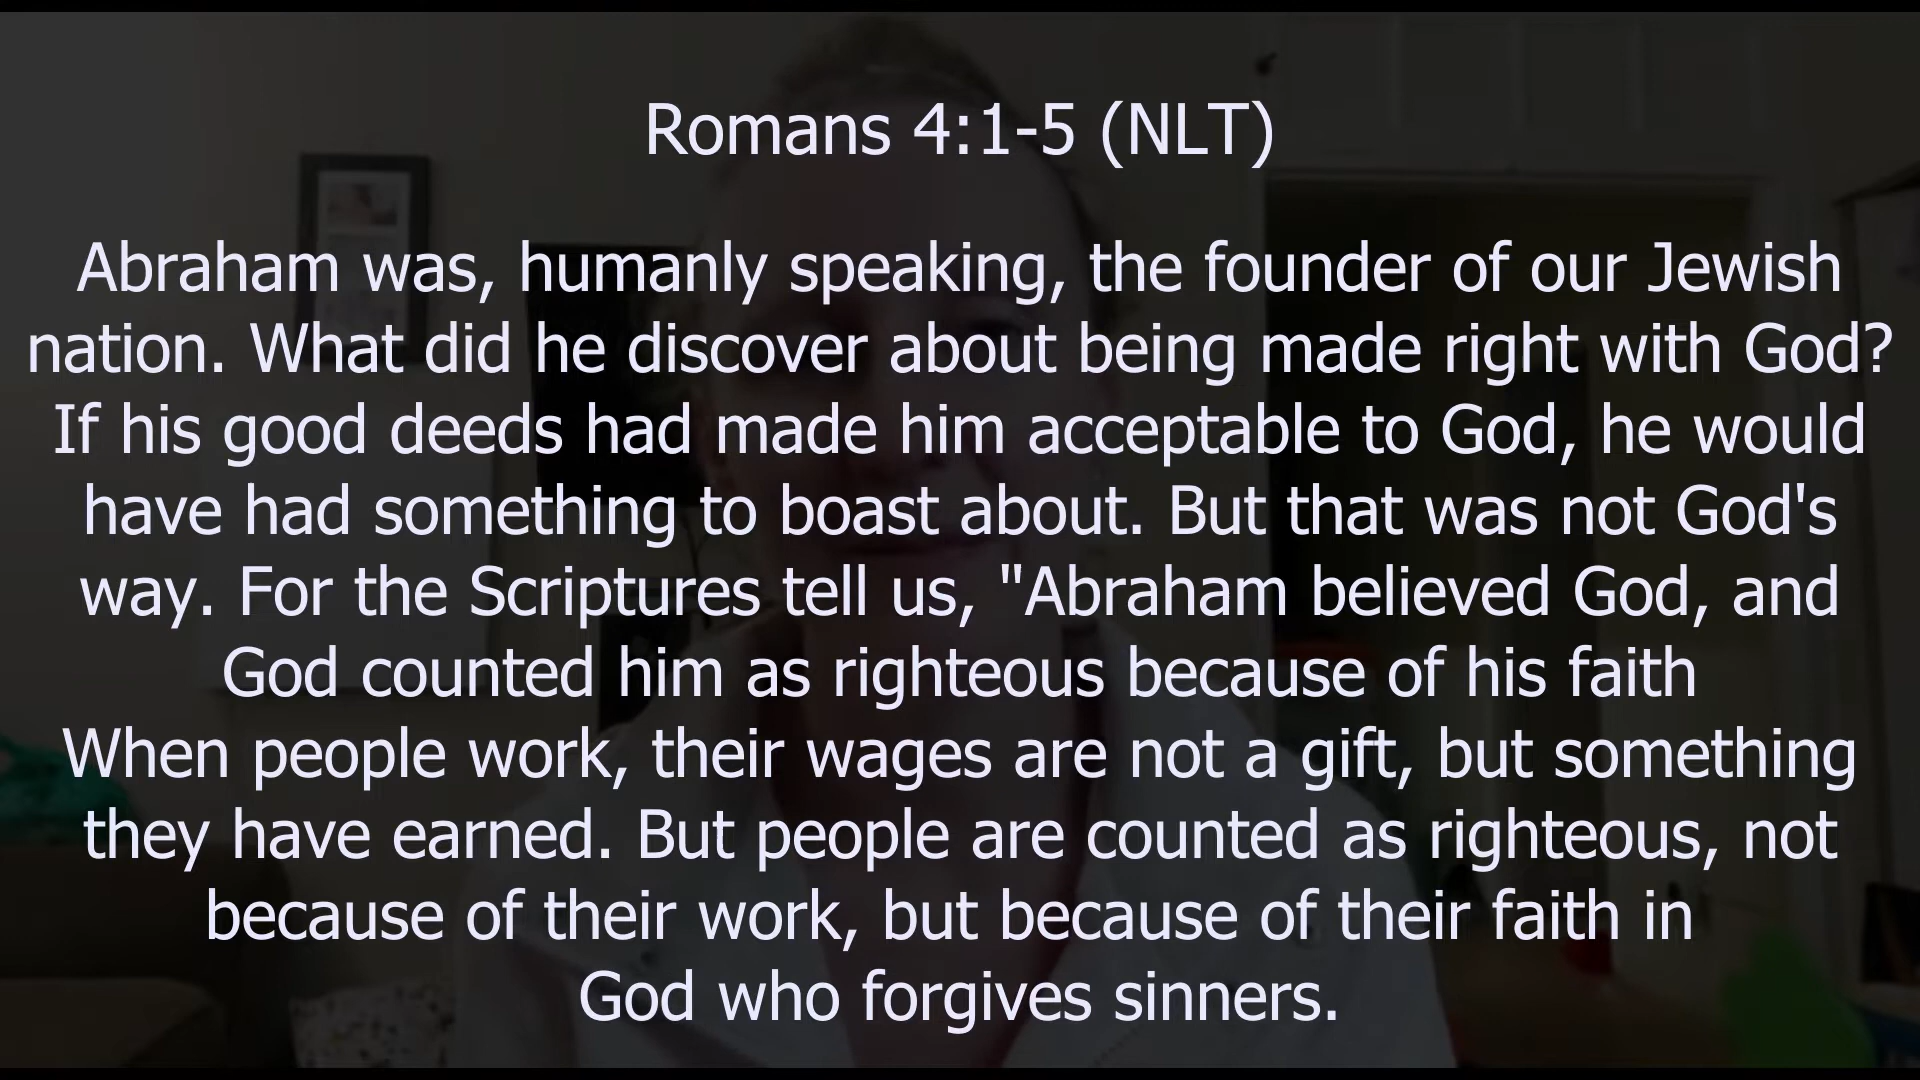 Romans 4:1-5 (NLT)
Abraham was, humanly speaking, the founder of our Jewish
nation. What did he discover about being made right with God?
If his good deeds had made him acceptable to God, he would
have had something to boast about. But that was not God's
way. For the Scriptures tell us, "Abraham believed God, and
God counted him as righteous because of his faith
When people work, their wages are not a gift, but something
they have earned. But people are counted as righteous, not
because of their work, but because of their faith in
God who forgives sinners.